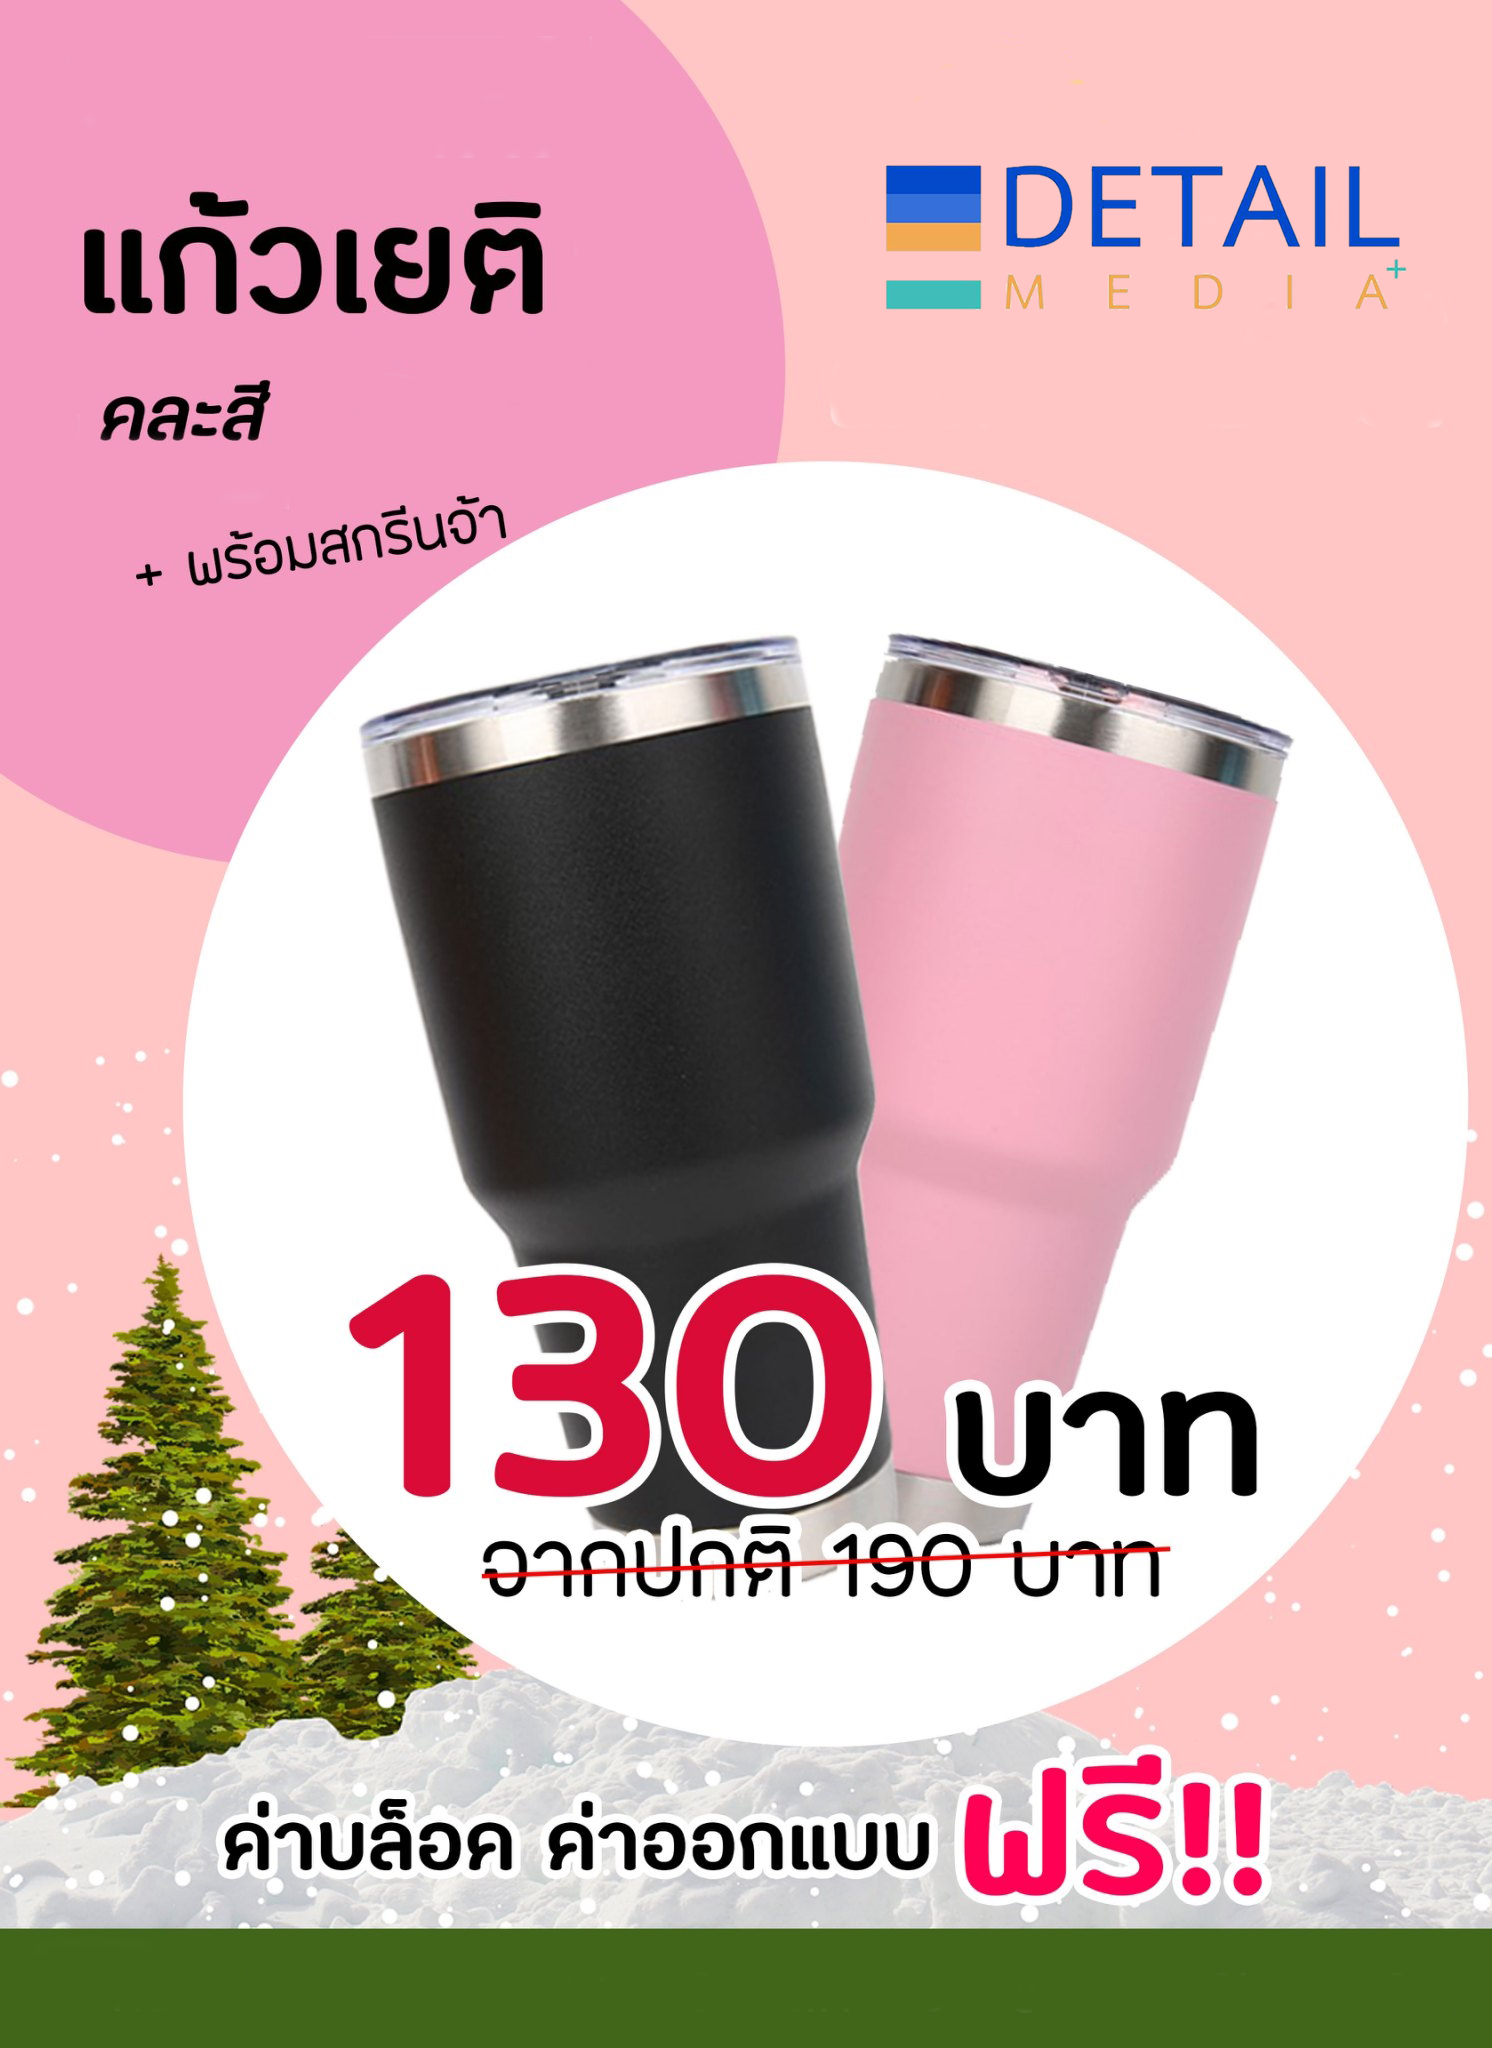 แก้วเยติ
DETAIL
MEDIA+
คละสี
+ พร้อมสกรีนจ้า
130 บาท
จากปกติ 190 บาท
ค่าบล็อค ค่าออกแบบ ฟรี!!